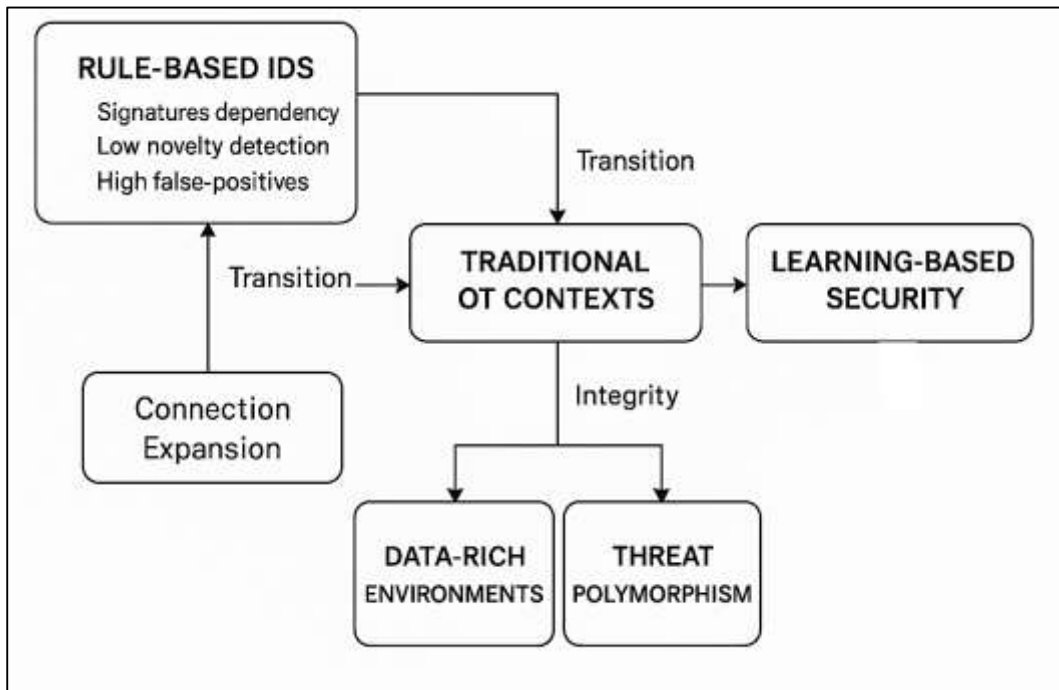 RULE-BASED IDS
Signatures dependency
Low novelty detection
High false-positives
Transition
Transition
TRADITIONAL
OT CONTEXTS
LEARNING-BASED
SECURITY
Connection
Expansion
Integrity
DATA-RICH
ENVIRONMENTS
THREAT
POLYMORPHISM